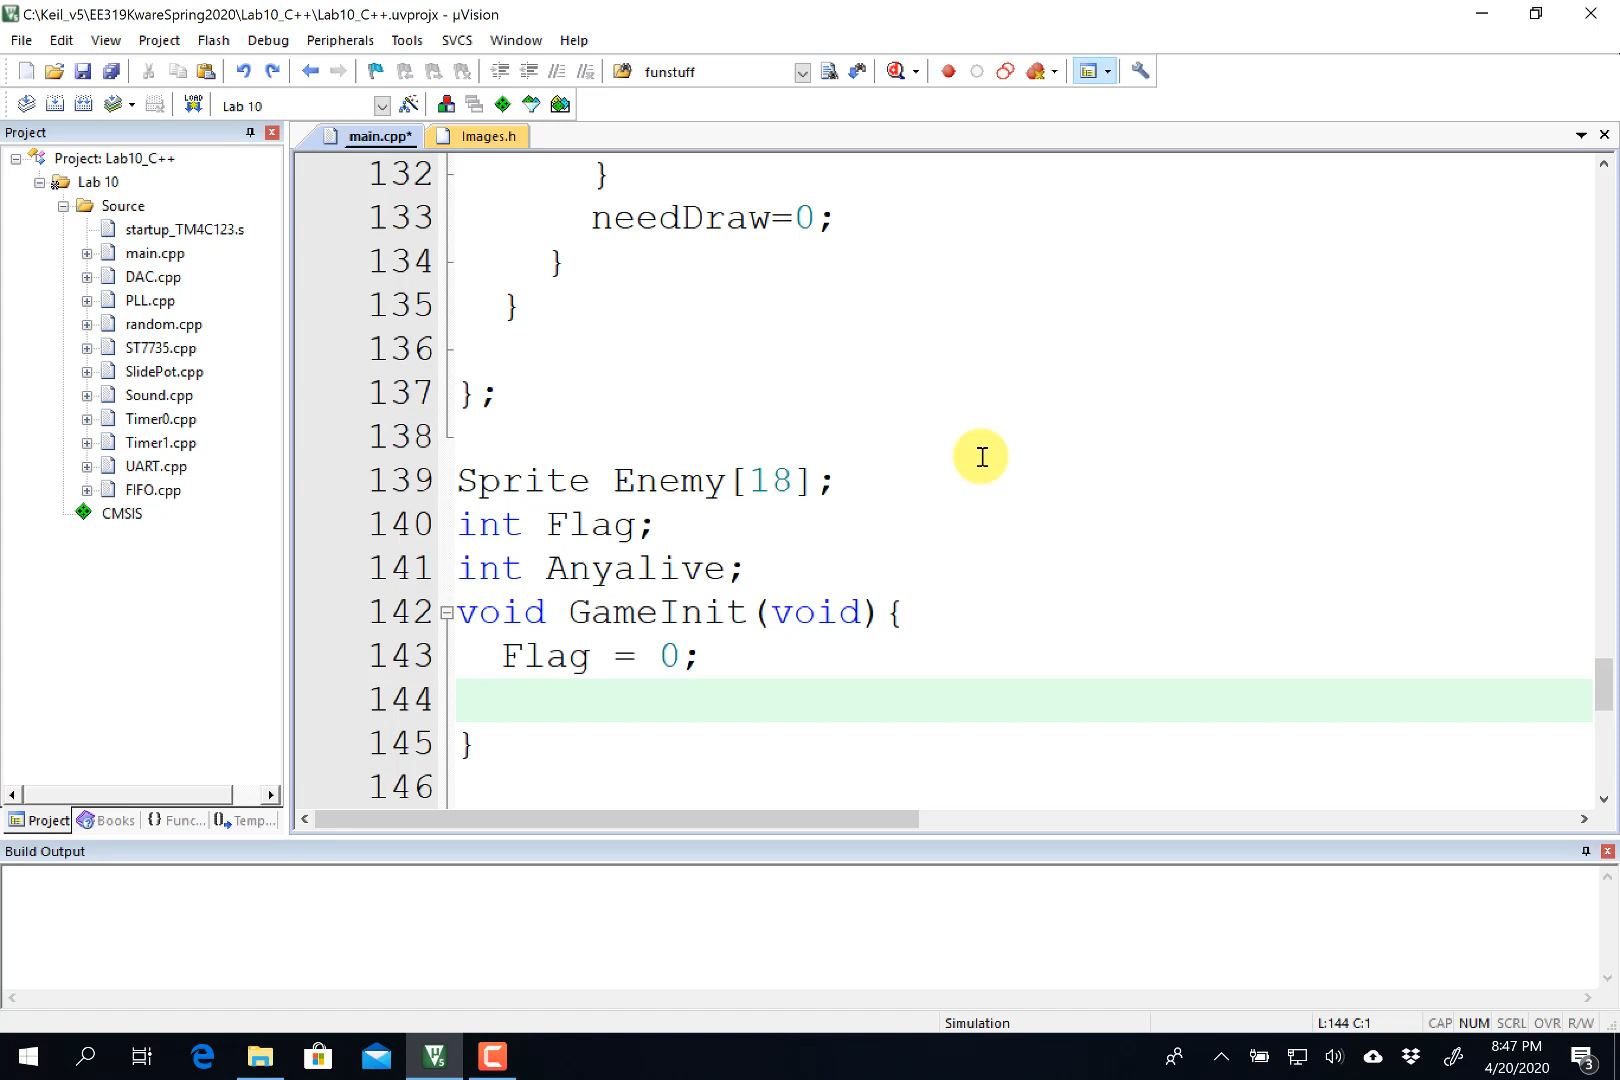 C:\Keil_v5\EE319KwareSpring2020\Lab10_C++\Lab10_C++.uvprojx - µVision
File Edit View Project Flash Debug Peripherals Tools SVCS Window Help
funstuff
LOAD Lab 10
Project
main.cpp* Images.h
Project: Lab10_C++
Lab 10
Source
startup_TM4C123.s
main.cpp
DAC.cpp
PLL.cpp
random.cpp
ST7735.cpp
SlidePot.cpp
Sound.cpp
Timer0.cpp
Timer1.cpp
UART.cpp
FIFO.cpp
CMSIS
132 }
133 needDraw=0;
134 }
135 }
136
137 };
138
139 Sprite Enemy[18];
140 int Flag;
141 int Anyalive;
142 void GameInit(void){
143 Flag = 0;
144
145 }
146
Project Books {} Func... 0 Temp...
Build Output
Simulation L:144 C:1 CAP NUM SCRL OVR R/W
8:47 PM
4/20/2020
3